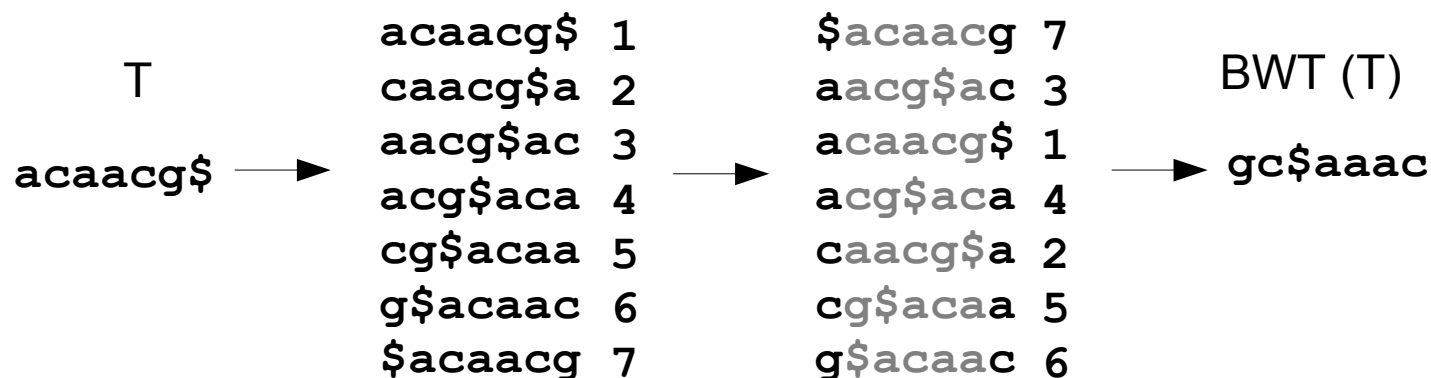 T
acaacg$
acaacg$ 1
caacg$a 2
aacg$ac 3
acg$aca 4
cg$acaa 5
g$acaac 6
$acaacg 7
$acaacg 7
aacg$ac 3
acaacg$ 1
acg$aca 4
caacg$a 2
cg$acaa 5
g$acaac 6
BWT (T)
gc$aaac